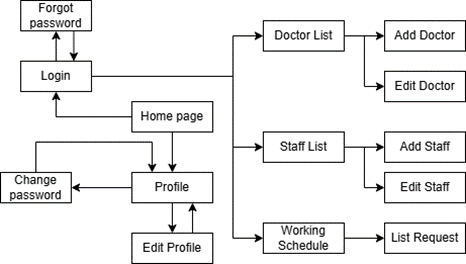 Forgot
password
Doctor List
Add Doctor
Login
Edit Doctor
Home page
Staff List
Add Staff
Change
password
Profile
Edit Staff
Edit Profile
Working
Schedule
List Request